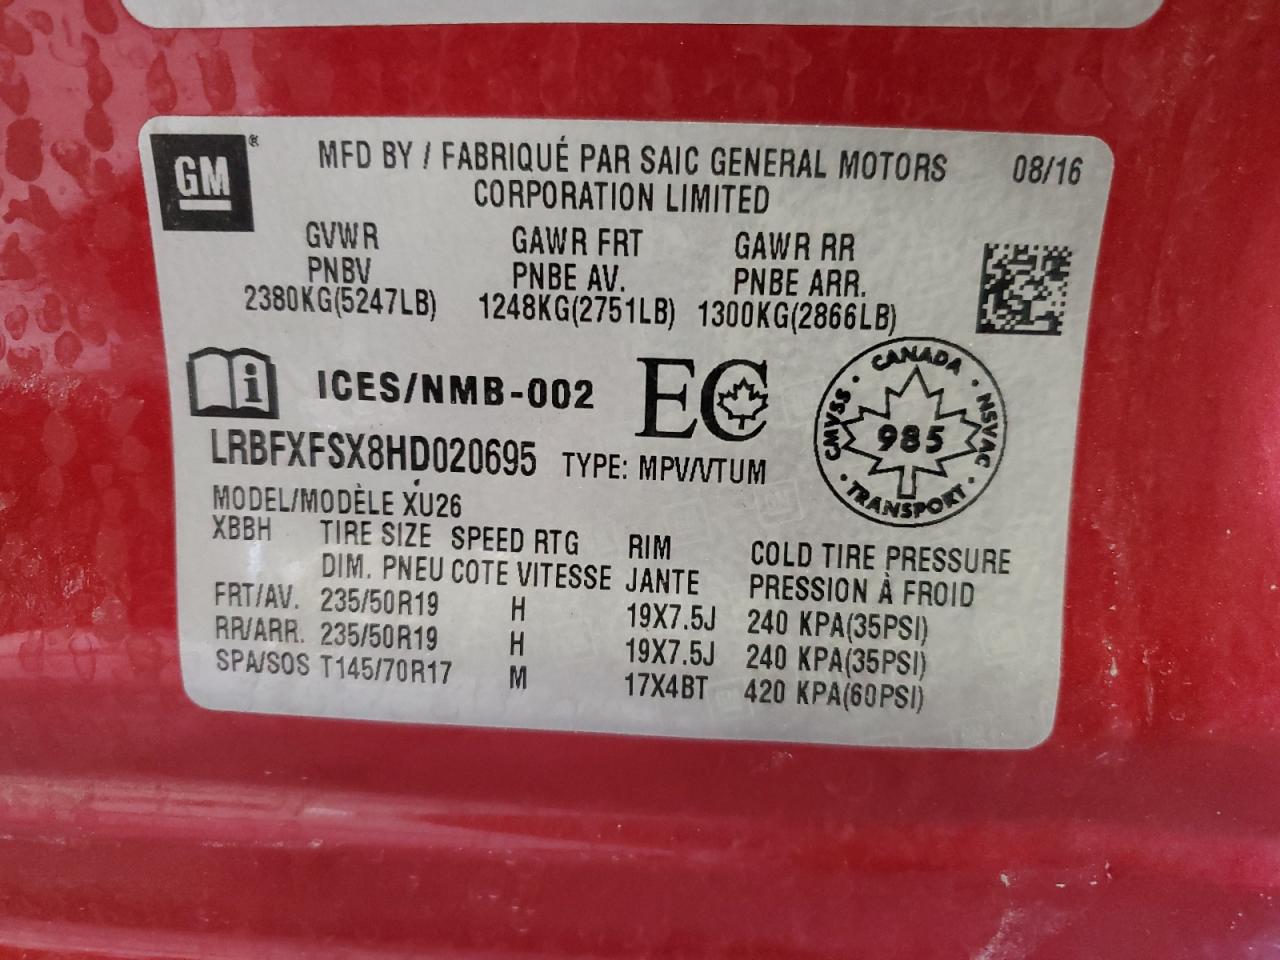 GM ®
MFD BY / FABRIQUÉ PAR SAIC GENERAL MOTORS 08/16
CORPORATION LIMITED
GVWR GAWR FRT GAWR RR
PNBV PNBE AV. PNBE ARR.
2380KG(5247LB) 1248KG(2751LB) 1300KG(2866LB)
ICES/NMB-002 EC
CANADA
CMVSS 985 NSVAC
TRANSPORT
LRBFXFSX8HD020695 TYPE: MPV/VTUM
MODEL/MODÈLE XU26
XBBH TIRE SIZE SPEED RTG RIM COLD TIRE PRESSURE
DIM. PNEU COTE VITESSE JANTE PRESSION À FROID
FRT/AV. 235/50R19 H 19X7.5J 240 KPA(35PSI)
RR/ARR. 235/50R19 H 19X7.5J 240 KPA(35PSI)
SPA/SOS T145/70R17 M 17X4BT 420 KPA(60PSI)